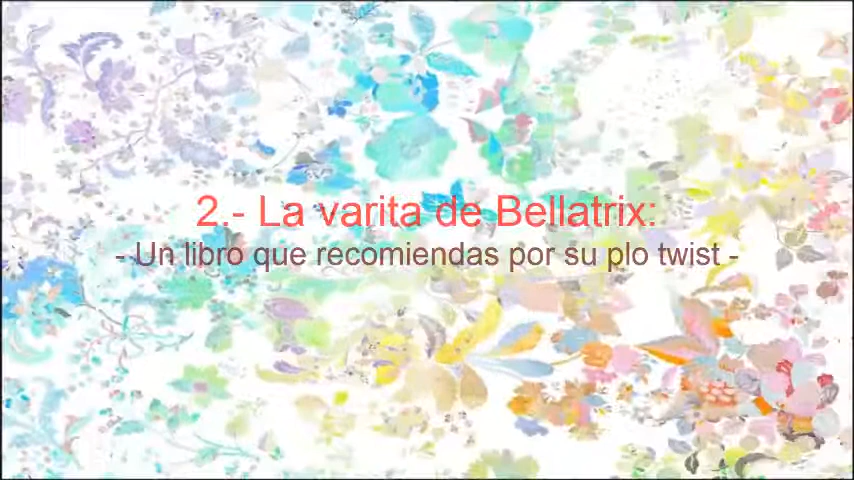 2.- La varita de Bellatrix:
- Un libro que recomiendas por su plo twist -